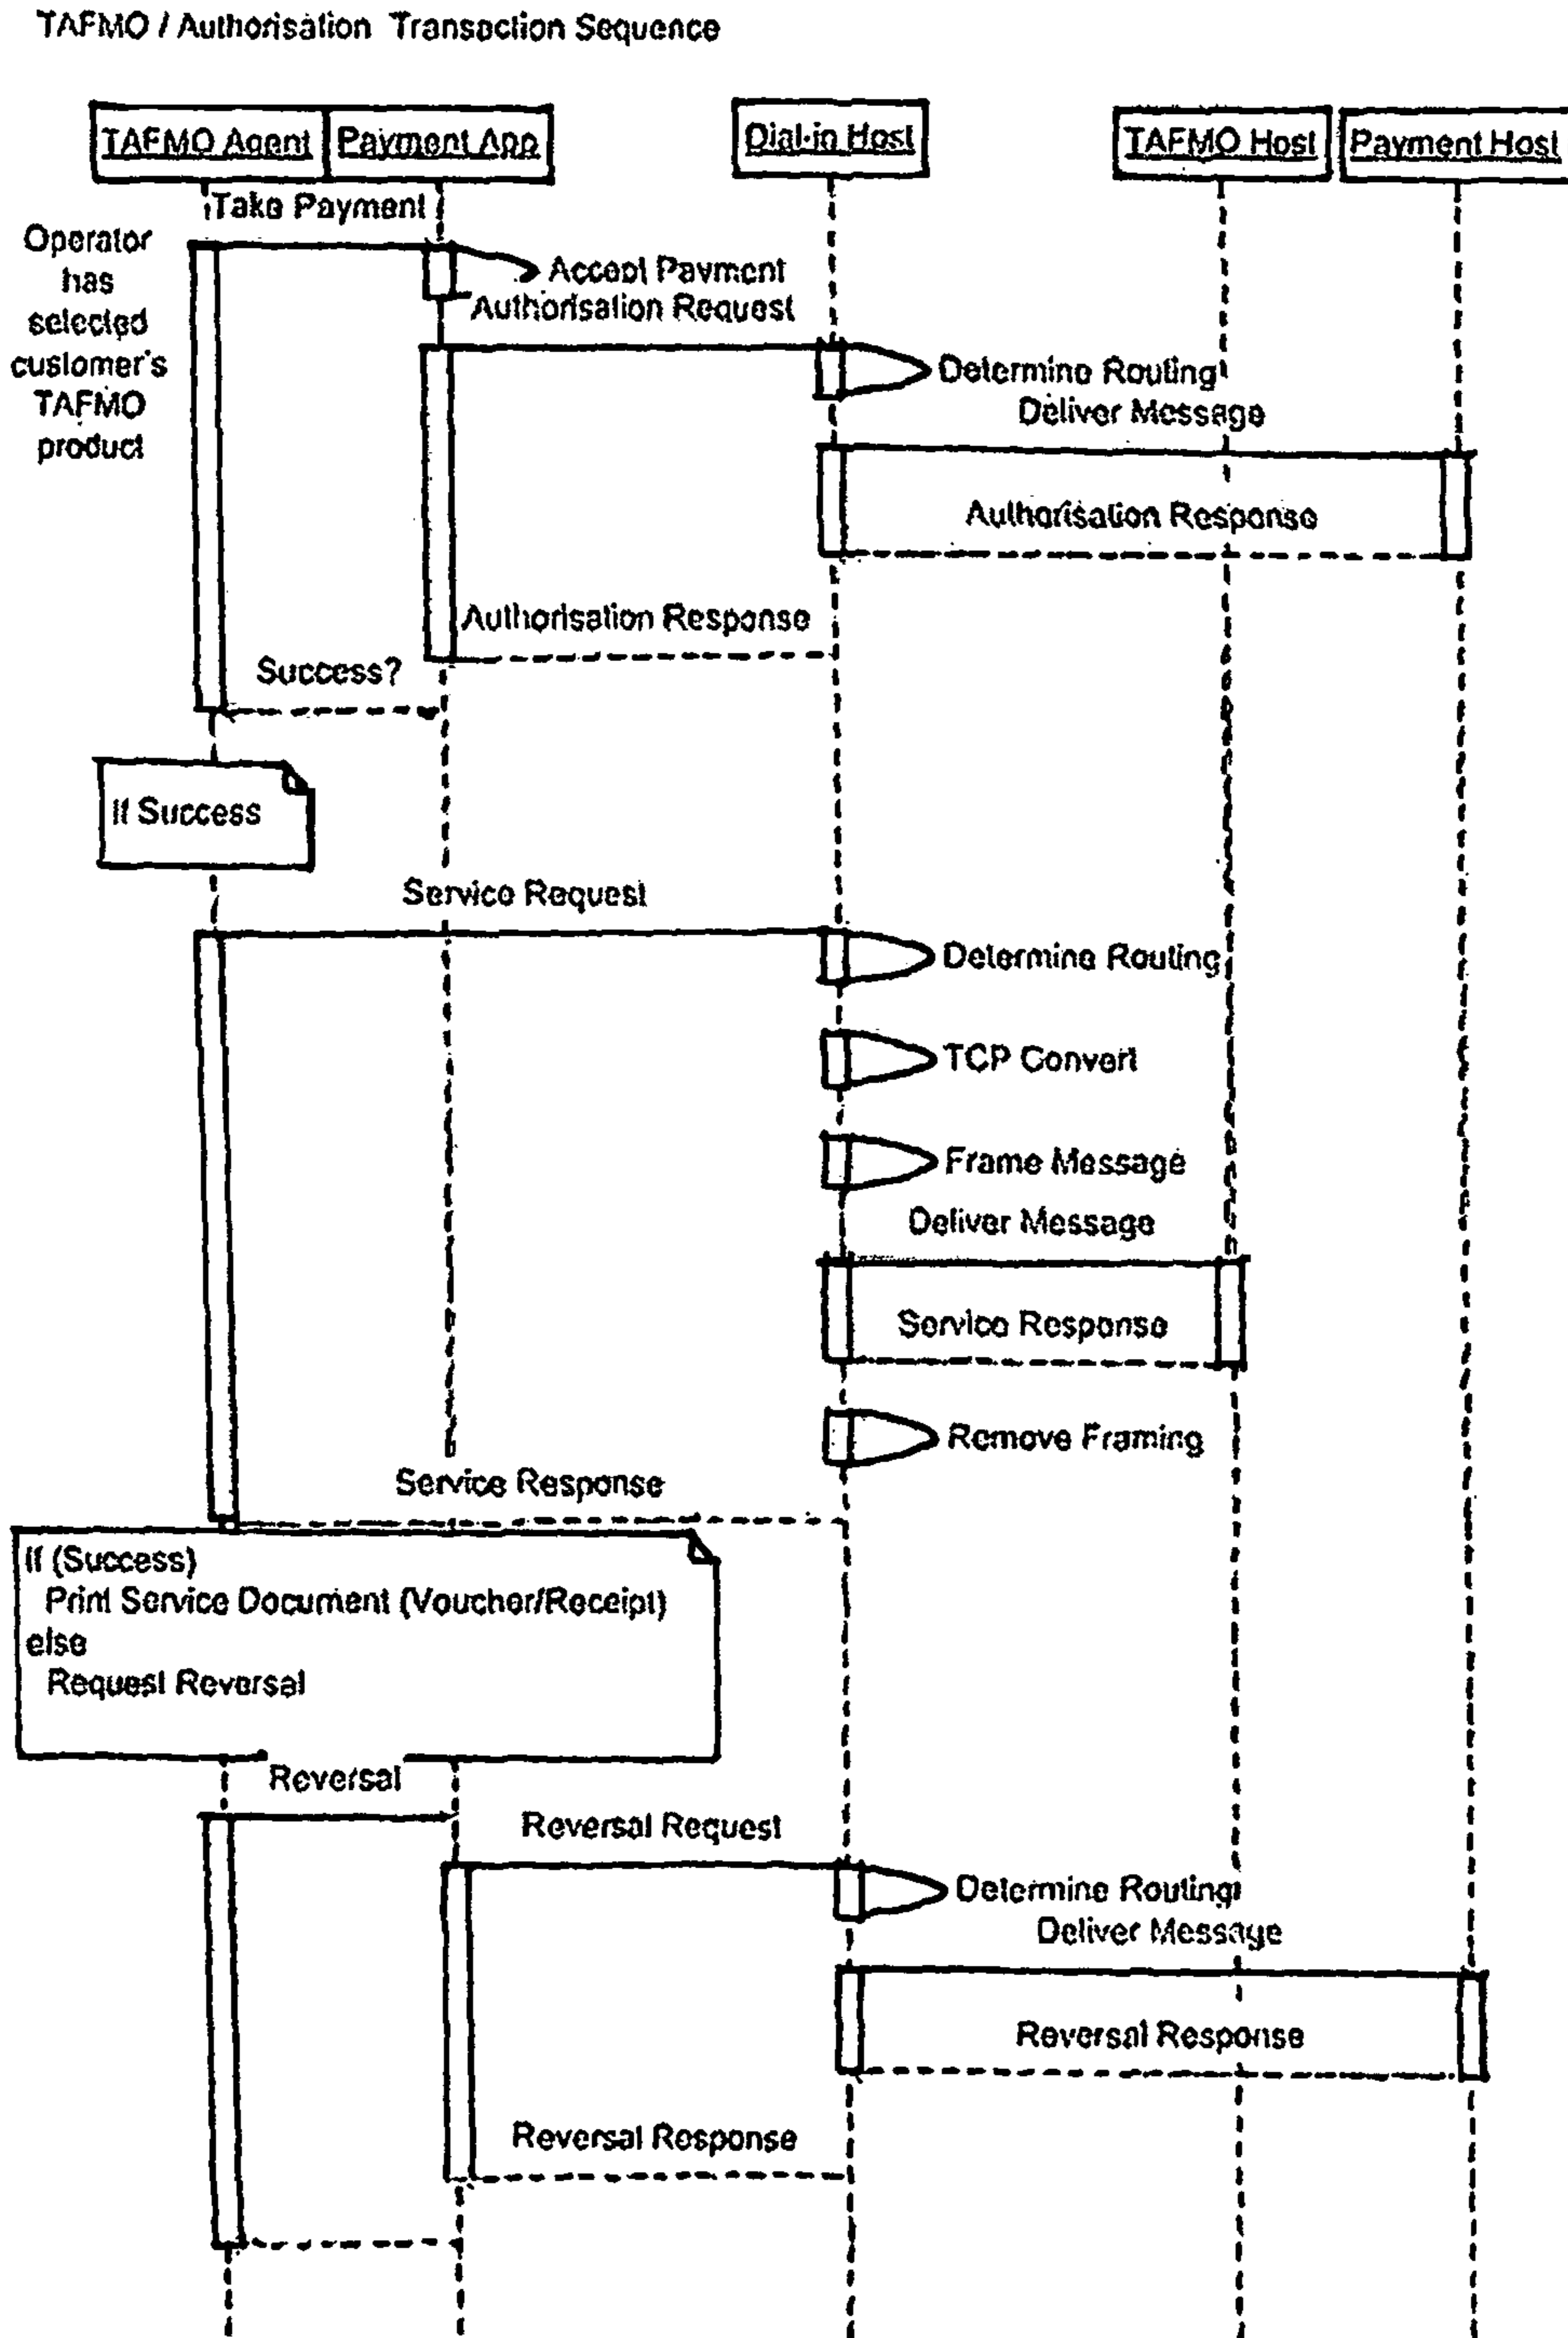 TAFMO / Authorisation Transaction Sequence
TAFMO Agent
Payment App
Dial-in Host
TAFMO Host
Payment Host
Take Payment
Operator
has
selected
customer's
TAFMO
product
Accept Payment
Authorisation Request
Determine Routing
Deliver Message
Authorisation Response
Authorisation Response
Success?
If Success
Service Request
Determine Routing
TCP Convert
Frame Message
Deliver Message
Service Response
Remove Framing
Service Response
If (Success)
Print Service Document (Voucher/Receipt)
else
Request Reversal
Reversal
Reversal Request
Determine Routing
Deliver Message
Reversal Response
Reversal Response